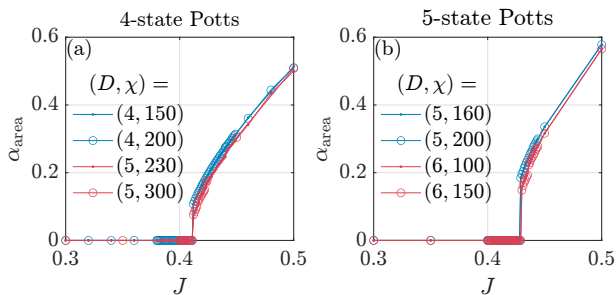 4-state Potts
(a)
0.6
0.4
0.2
0
α_area
(D, χ) =
(4, 150)
(4, 200)
(5, 230)
(5, 300)
0.3
0.4
0.5
J
5-state Potts
(b)
0.6
0.4
0.2
0
α_area
(D, χ) =
(5, 160)
(5, 200)
(6, 100)
(6, 150)
0.3
0.4
0.5
J